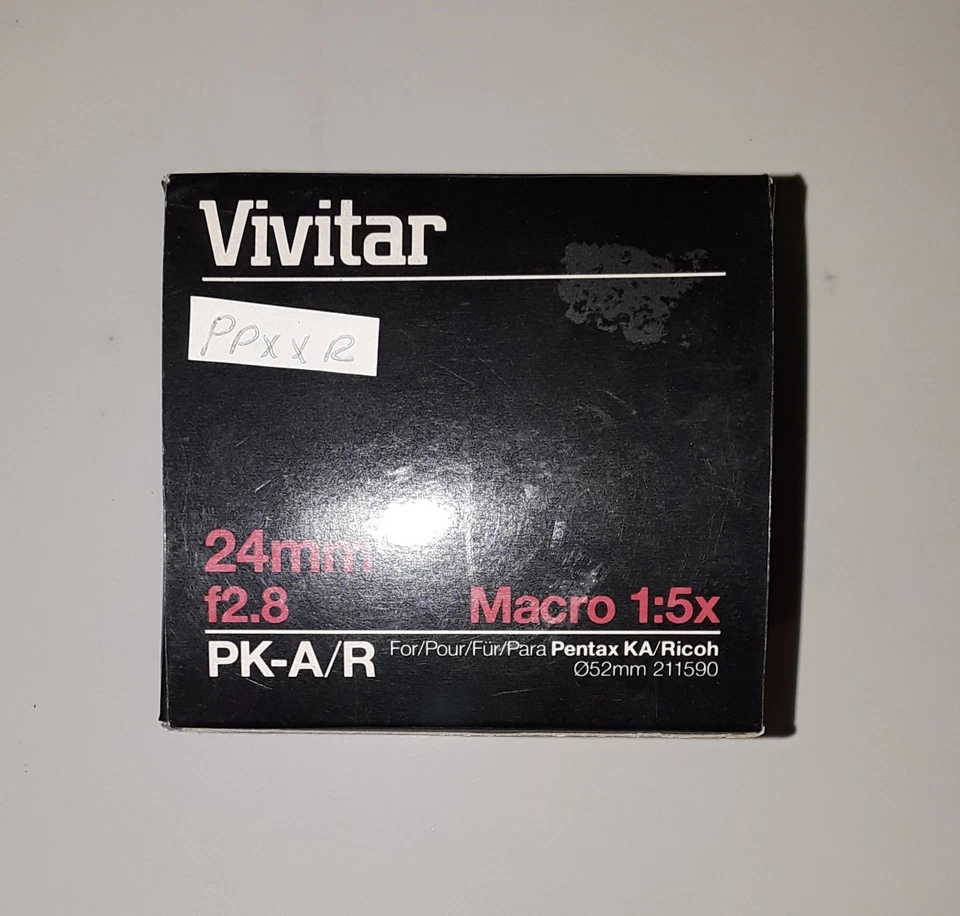 Vivitar
PPXXR
24mm
f2.8 Macro 1:5x
PK-A/R For/Pour/Für/Para Pentax KA/Ricoh
Ø52mm 211590